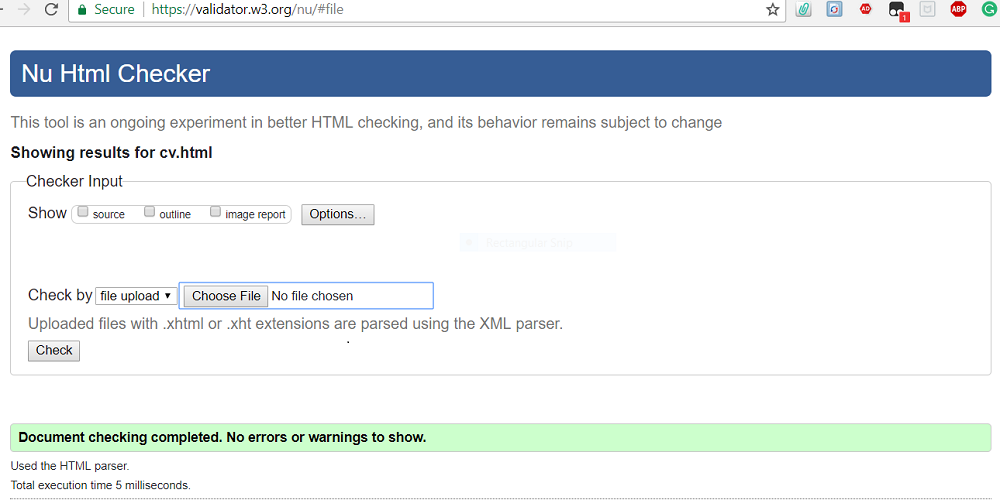 Secure https://validator.w3.org/nu/#file
AD
1
ABP
Nu Html Checker
This tool is an ongoing experiment in better HTML checking, and its behavior remains subject to change
Showing results for cv.html
Checker Input
Show source outline image report Options...
Rectangular Snip
Check by file upload Choose File No file chosen
Uploaded files with .xhtml or .xht extensions are parsed using the XML parser.
Check
Document checking completed. No errors or warnings to show.
Used the HTML parser.
Total execution time 5 milliseconds.